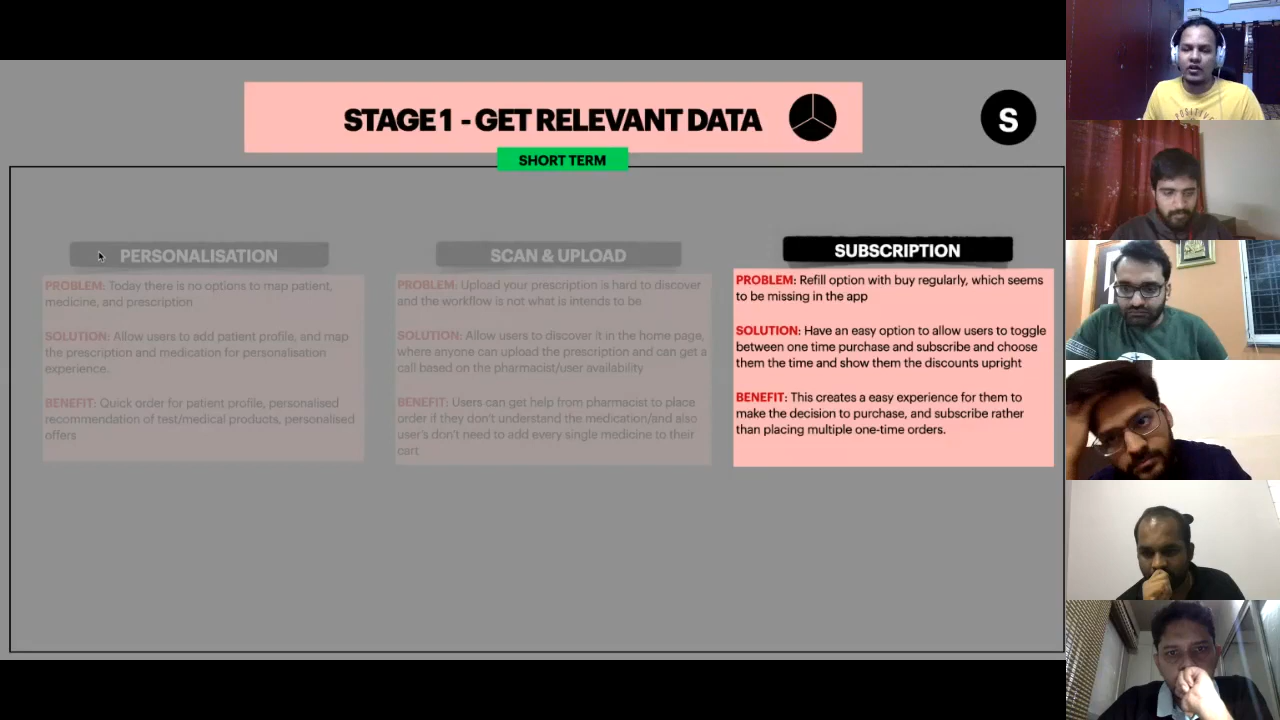 STAGE 1 - GET RELEVANT DATA
S
SHORT TERM
PERSONALISATION
PROBLEM: Today there is no options to map patient,
medicine, and prescription
SOLUTION: Allow users to add patient profile, and map
the prescription and medication for personalisation
experience.
BENEFIT: Quick order for patient profile, personalised
recommendation of test/medical products, personalised
offers
SCAN & UPLOAD
PROBLEM: Upload your prescription is hard to discover
and the workflow is not what is intends to be
SOLUTION: Allow users to discover it in the home page,
where anyone can upload the prescription and can get a
call based on the pharmacist/user availability
BENEFIT: Users can get help from pharmacist to place
order if they don't understand the medication/and also
user's don't need to add every single medicine to their
cart
SUBSCRIPTION
PROBLEM: Refill option with buy regularly, which seems
to be missing in the app
SOLUTION: Have an easy option to allow users to toggle
between one time purchase and subscribe and choose
them the time and show them the discounts upright
BENEFIT: This creates a easy experience for them to
make the decision to purchase, and subscribe rather
than placing multiple one-time orders.
POSITIVE